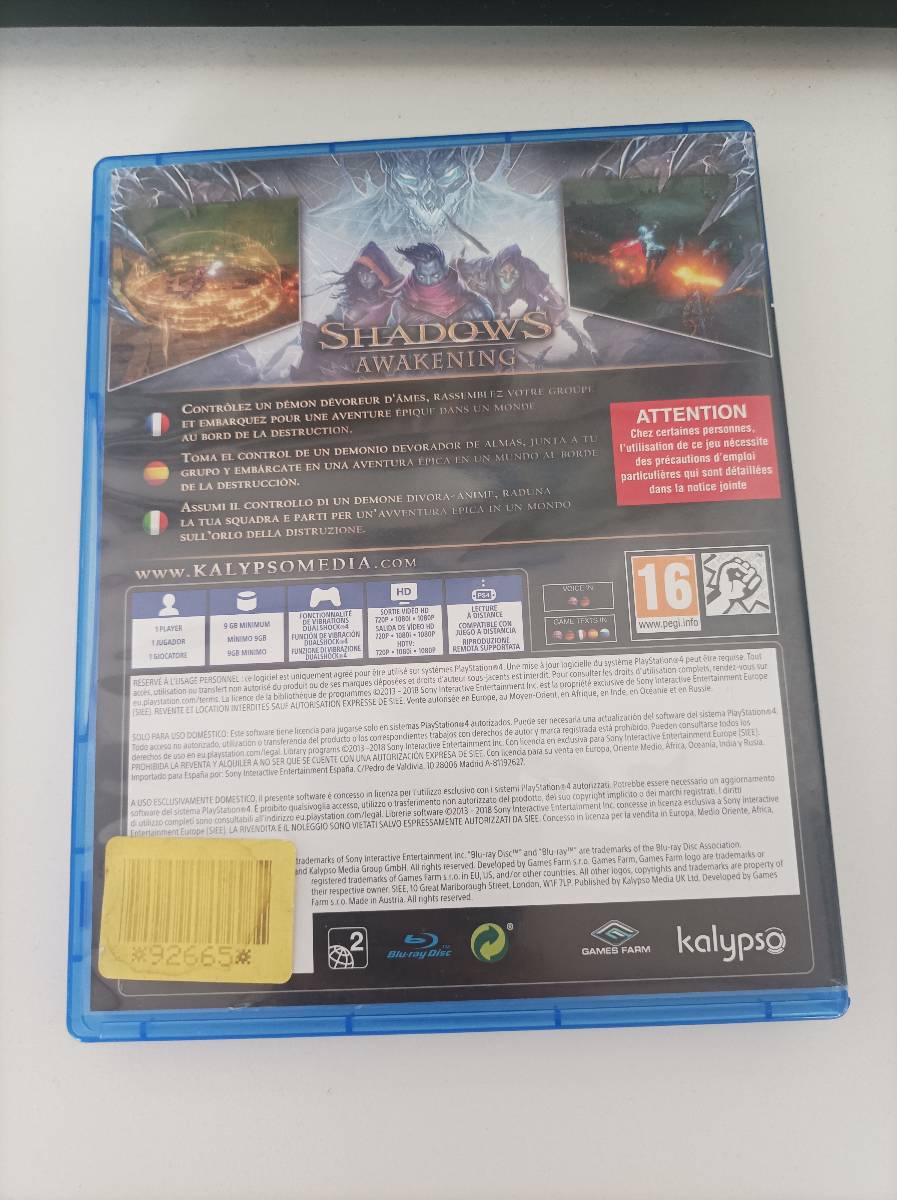 SHADOWS
AWAKENING
CONTRÔLEZ UN DÉMON DÉVOREUR D'ÂMES, RASSEMBLEZ VOTRE GROUPE
ET EMBARQUEZ POUR UNE AVENTURE ÉPIQUE DANS UN MONDE
AU BORD DE LA DESTRUCTION.
TOMA EL CONTROL DE UN DEMONIO DEVORADOR DE ALMAS, JUNTA A TU
GRUPO Y EMBÁRCATE EN UNA AVENTURA ÉPICA EN UN MUNDO AL BORDE
DE LA DESTRUCCIÓN.
ASSUMI IL CONTROLLO DI UN DEMONE DIVORA-ANIME, RADUNA
LA TUA SQUADRA E PARTI PER UN'AVVENTURA EPICA IN UN MONDO
SULL'ORLO DELLA DISTRUZIONE.
ATTENTION
Chez certaines personnes,
l'utilisation de ce jeu nécessite
des précautions d'emploi
particulières qui sont détaillées
dans la notice jointe
WWW.KALYPSOMEDIA.COM
1 PLAYER
1 JUGADOR
1 GIOCATORE
9 GB MINIMUM
MÍNIMO 9GB
9GB MINIMO
FONCTIONNALITÉ
DE VIBRATIONS
DUALSHOCK®4
FUNCIÓN DE VIBRACIÓN
DUALSHOCK®4
FUNZIONE DI VIBRAZIONE
DUALSHOCK®4
HD
SORTIE VIDÉO HD
720P • 1080i • 1080P
SALIDA DE VÍDEO HD
720P • 1080i • 1080P
HDTV:
720P • 1080i • 1080P
PS4
LECTURE
À DISTANCE
COMPATIBLE CON
JUEGO A DISTANCIA
RIPRODUZIONE
REMOTA SUPPORTATA
VOICE IN
GAME TEXTS IN
16
www.pegi.info
RÉSERVÉ À L'USAGE PERSONNEL : ce logiciel est uniquement agréé pour être utilisé sur systèmes PlayStation®4. Une mise à jour logicielle du système PlayStation®4 peut être requise. Tout
accès, utilisation ou transfert non autorisé du produit ou de ses marques déposées et droits d'auteur sous-jacents est interdit. Pour consulter les droits d'utilisation complets, rendez-vous sur
eu.playstation.com/terms. La licence de la bibliothèque de programmes ©2013 - 2018 Sony Interactive Entertainment Inc. est la propriété exclusive de Sony Interactive Entertainment Europe
(SIEE). REVENTE ET LOCATION INTERDITES SAUF AUTORISATION EXPRESSE DE SIEE. Vente autorisée en Europe, au Moyen-Orient, en Afrique, en Inde, en Océanie et en Russie.
SOLO PARA USO DOMÉSTICO: Este software tiene licencia para jugarse solo en sistemas PlayStation®4 autorizados. Puede ser necesaria una actualización del software del sistema PlayStation®4.
Todo acceso no autorizado, utilización o transferencia del producto o los correspondientes trabajos con derechos de autor y marca registrada está prohibido. Pueden consultarse todos los
derechos de uso en eu.playstation.com/legal. Library programs ©2013-2018 Sony Interactive Entertainment Inc. Con licencia en exclusiva para Sony Interactive Entertainment Europe (SIEE).
PROHIBIDA LA REVENTA Y ALQUILER A NO SER QUE SE CUENTE CON UNA AUTORIZACIÓN EXPRESA DE SIEE. Con licencia para su venta en Europa, Oriente Medio, África, Oceanía, India y Rusia.
Importado para España por: Sony Interactive Entertainment España. C/Pedro de Valdivia, 10 28006 Madrid A-81192627.
A USO ESCLUSIVAMENTE DOMESTICO. Il presente software è concesso in licenza per l'utilizzo esclusivo con i sistemi PlayStation®4 autorizzati. Potrebbe essere necessario un aggiornamento
software del sistema PlayStation®4. È proibito qualsivoglia accesso, utilizzo o trasferimento non autorizzato del prodotto, del suo copyright implicito o dei marchi registrati. I diritti
di utilizzo completi sono consultabili all'indirizzo eu.playstation.com/legal. Librerie software ©2013 - 2018 Sony Interactive Entertainment Inc. concesse in licenza esclusiva a Sony Interactive
Entertainment Europe (SIEE). LA RIVENDITA E IL NOLEGGIO SONO VIETATI SALVO ESPRESSAMENTE AUTORIZZATI DA SIEE. Concesso in licenza per la vendita in Europa, Medio Oriente, Africa,
trademarks of Sony Interactive Entertainment Inc. "Blu-ray Disc™" and "Blu-ray™" are trademarks of the Blu-ray Disc Association.
and Kalypso Media Group GmbH. All rights reserved. Developed by Games Farm s.r.o. Games Farm, Games Farm logo are trademarks or
registered trademarks of Games Farm s.r.o. in EU, US, and/or other countries. All other logos, copyrights and trademarks are property of
their respective owner. SIEE, 10 Great Marlborough Street, London, W1F 7LP. Published by Kalypso Media UK Ltd. Developed by Games
Farm s.r.o. Made in Austria. All rights reserved.
*92665*
2
Blu-ray Disc™
®
GAMES FARM
kalypso